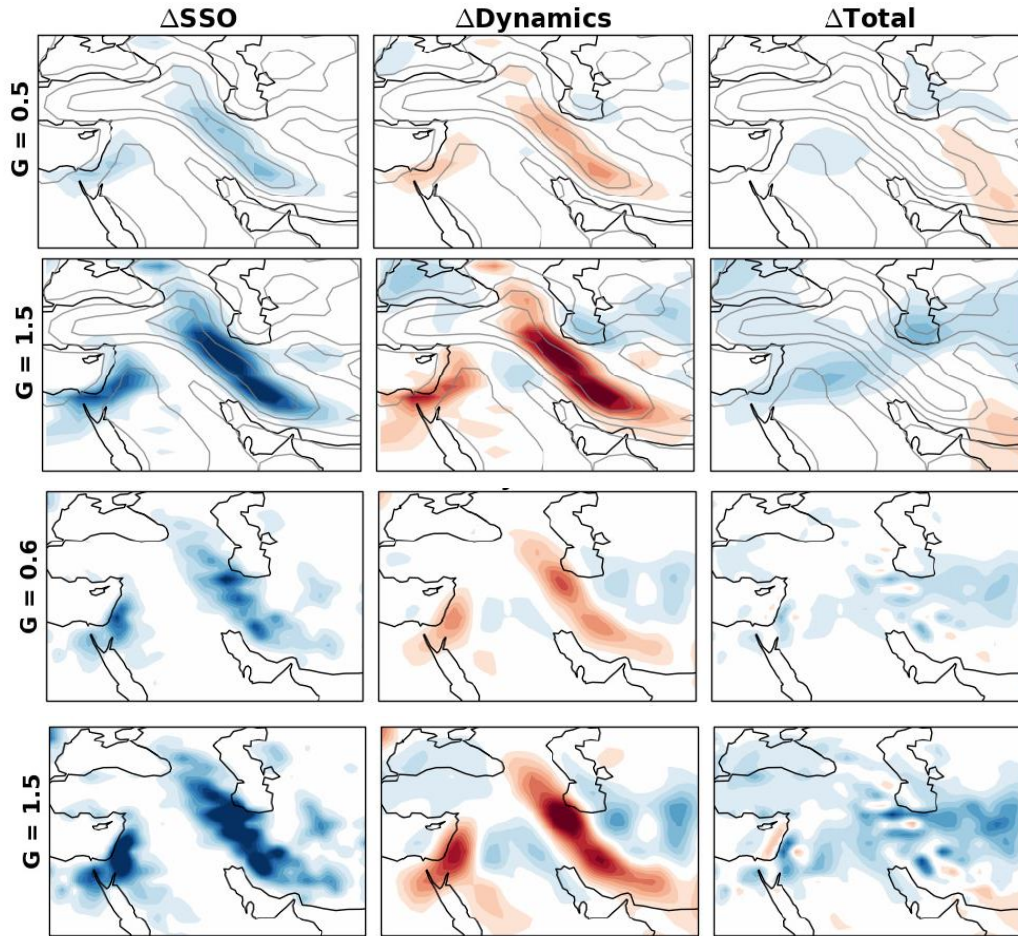 ΔSSO ΔDynamics ΔTotal
G = 0.5
G = 1.5
G = 0.6
G = 1.5